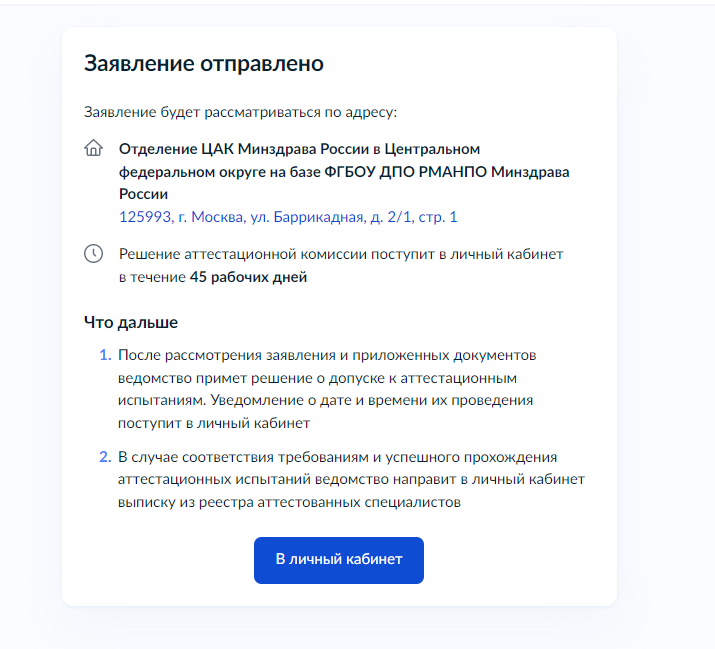 Заявление отправлено
Заявление будет рассматриваться по адресу:
Отделение ЦАК Минздрава России в Центральном
федеральном округе на базе ФГБОУ ДПО РМАНПО Минздрава
России
125993, г. Москва, ул. Баррикадная, д. 2/1, стр. 1
Решение аттестационной комиссии поступит в личный кабинет
в течение 45 рабочих дней
Что дальше
1. После рассмотрения заявления и приложенных документов
ведомство примет решение о допуске к аттестационным
испытаниям. Уведомление о дате и времени их проведения
поступит в личный кабинет
2. В случае соответствия требованиям и успешного прохождения
аттестационных испытаний ведомство направит в личный кабинет
выписку из реестра аттестованных специалистов
В личный кабинет